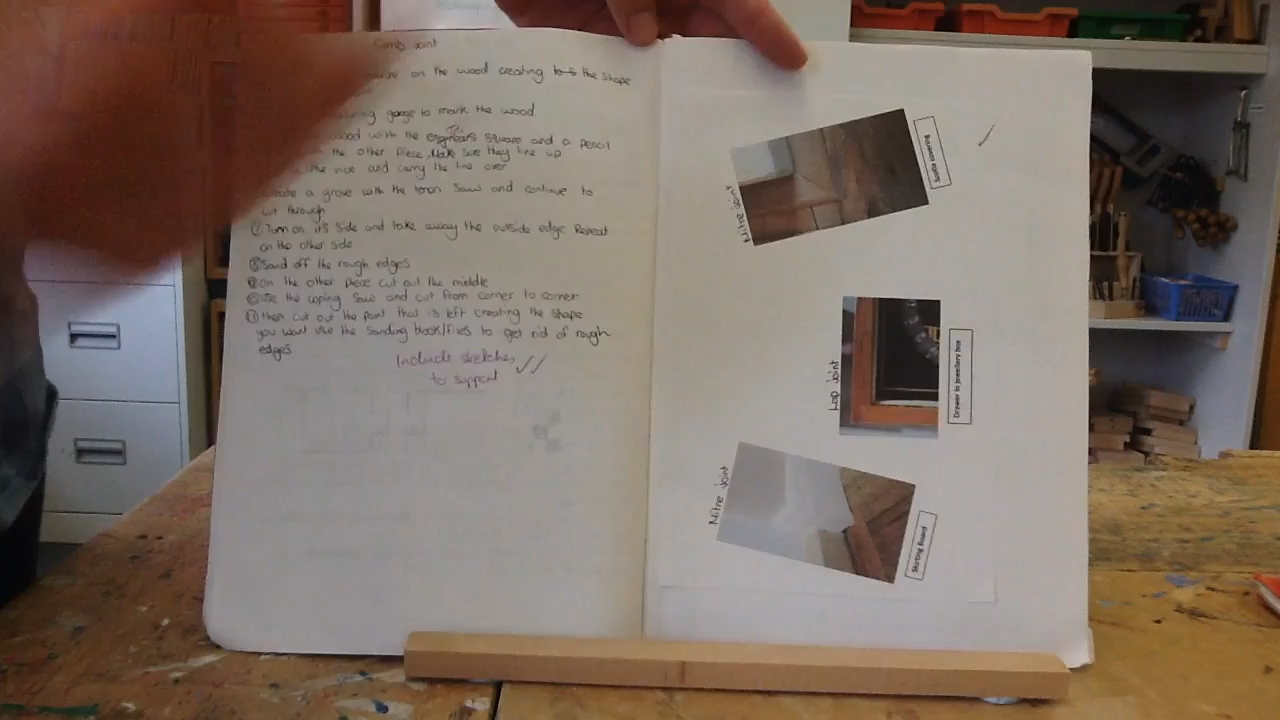 Comb Joint
on the wood creating to s the shape
gauge to mark the wood
wood with the engineers square and a pencil
the other piece, Make sure they line up
the vice and carry the line over
a grove with the tenon saw and continue to
cut through
⑦ Turn on it's side and take away the outside edge. Repeat
on the other side
⑧ Sand off the rough edges
⑨ on the other piece cut out the middle
⑩ use the coping saw and cut from corner to corner
⑪ then cut out the part that is left creating the shape
you want use the sanding block/files to get rid of rough
edges
Include sketches
to support
Mitre Joint
Lap Joint
Drawer in jewellery box
Mitre Joint
Skirting Board